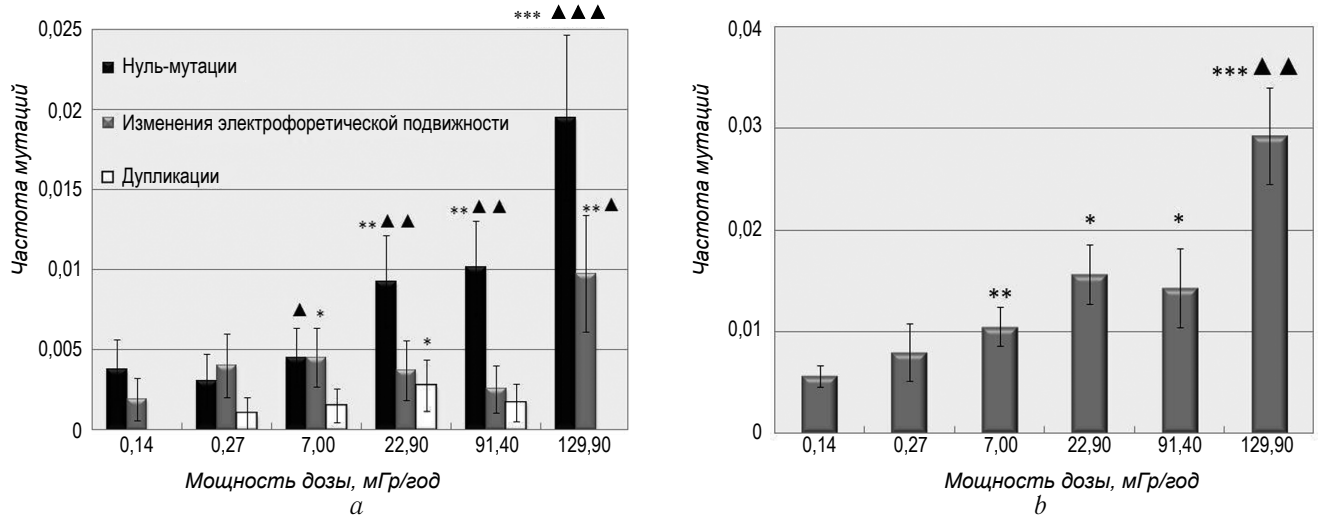 *** ▲ ▲ ▲
0,025
0,02
0,015
0,01
0,005
0
Частота мутаций
Нуль-мутации
Изменения электрофоретической подвижности
Дупликации
▲ *
** ▲ ▲
*
** ▲ ▲
** ▲
0,14 0,27 7,00 22,90 91,40 129,90
Мощность дозы, мГр/год
a
0,04
0,03
0,02
0,01
0
Частота мутаций
**
*
*
*** ▲ ▲
0,14 0,27 7,00 22,90 91,40 129,90
Мощность дозы, мГр/год
b